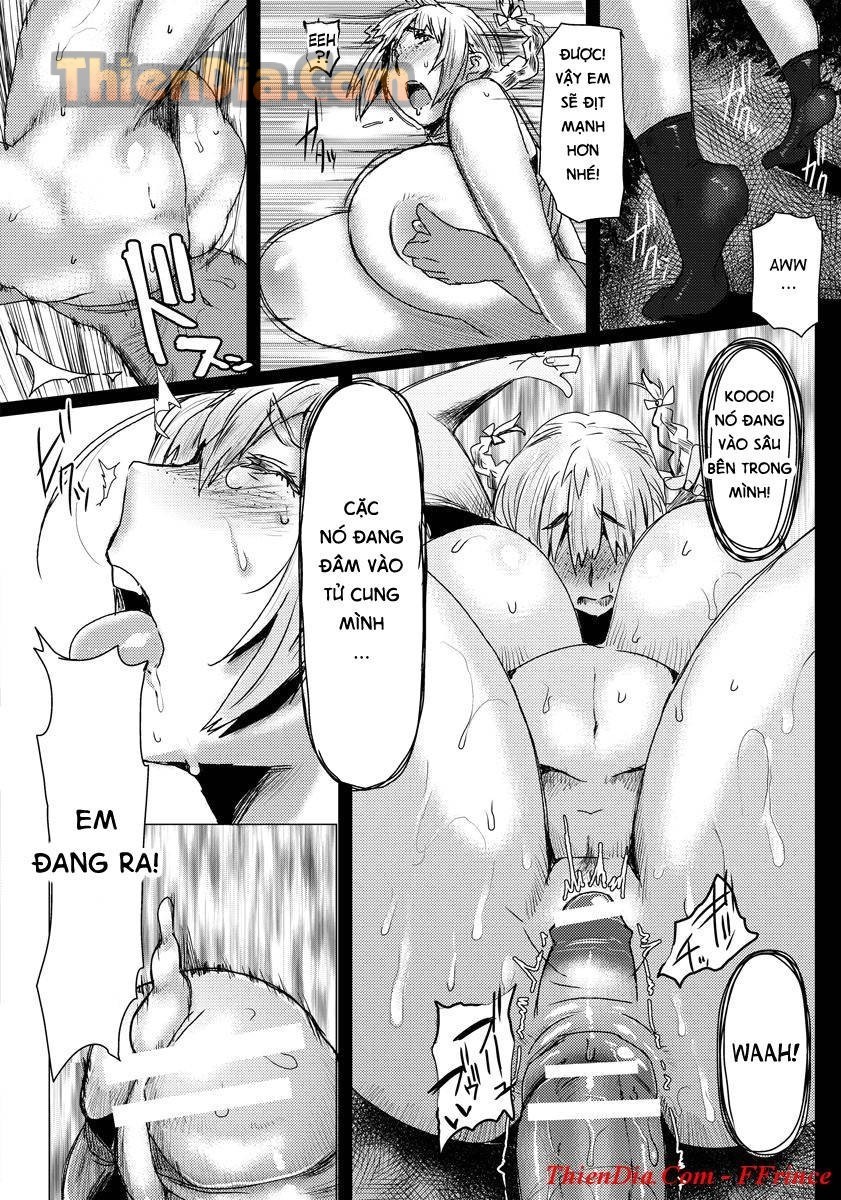 ThienDia.Com
AWW
...
ĐƯỢC!
VẬY EM
SẼ ĐỊT
MẠNH
HƠN
NHÉ!
EEH
?!
KOOO!
NÓ ĐANG
VÀO SÂU
BÊN TRONG
MÌNH!
CẶC
NÓ ĐANG
ĐÂM VÀO
TỬ CUNG
MÌNH
...
WAAH!
EM
ĐANG RA!
ThienDia.Com - FFrince